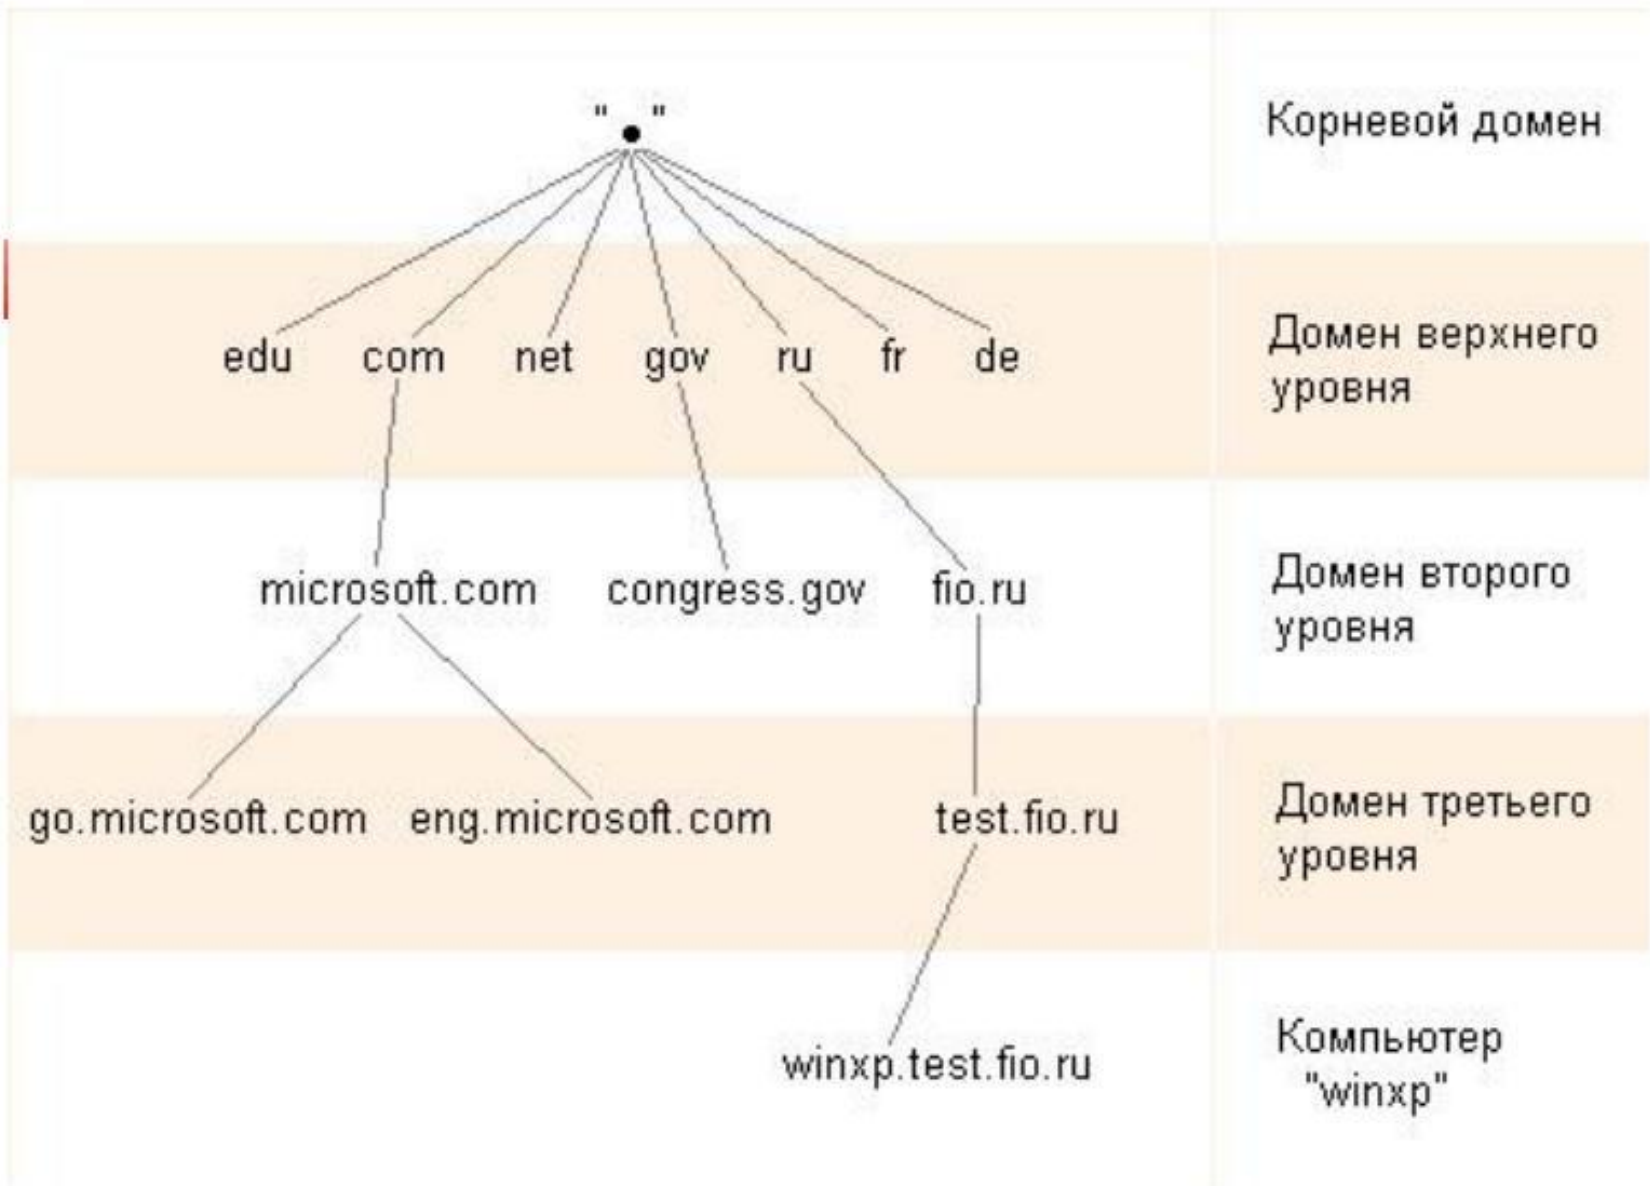 " . "
Корневой домен
edu com net gov ru fr de
Домен верхнего
уровня
microsoft.com congress.gov fio.ru
Домен второго
уровня
go.microsoft.com eng.microsoft.com test.fio.ru
Домен третьего
уровня
winxp.test.fio.ru
Компьютер
"winxp"